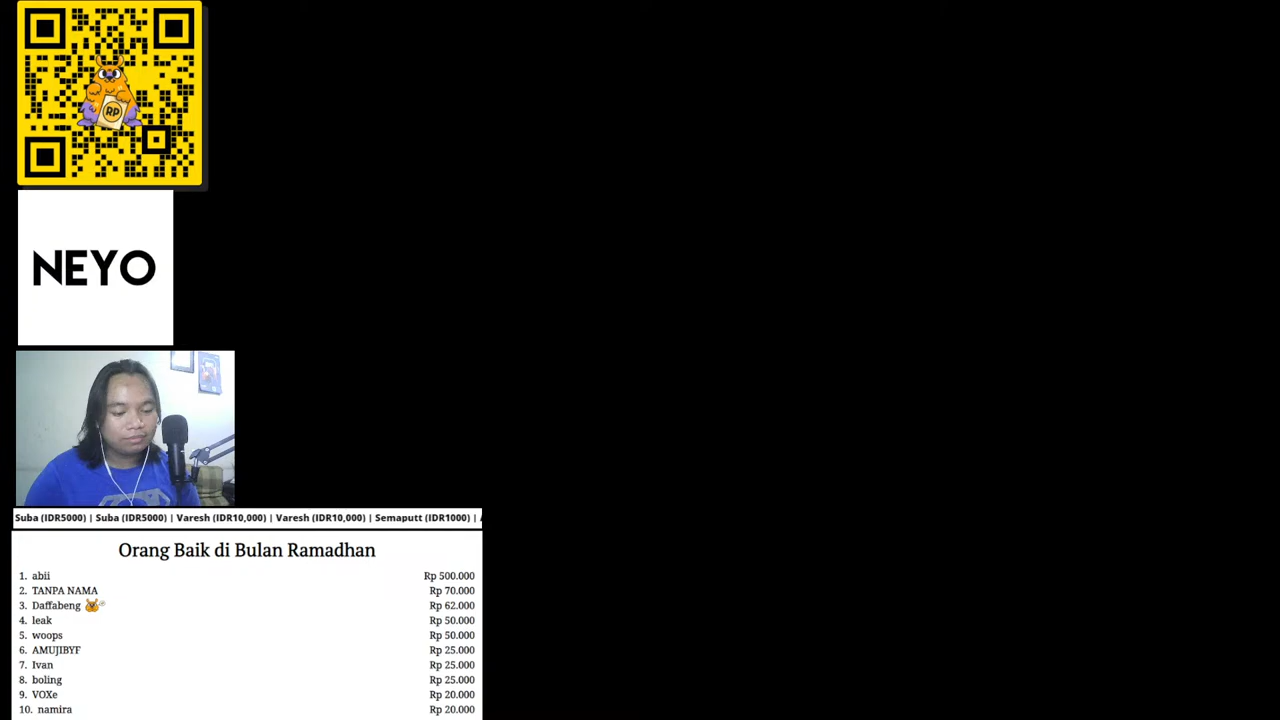 RP
NEYO
Suba (IDR5000) | Suba (IDR5000) | Varesh (IDR10,000) | Varesh (IDR10,000) | Semaputt (IDR1000) |
Orang Baik di Bulan Ramadhan
1. abii Rp 500.000
2. TANPA NAMA Rp 70.000
3. Daffabeng Rp 62.000
4. leak Rp 50.000
5. woops Rp 50.000
6. AMUJIBYF Rp 25.000
7. Ivan Rp 25.000
8. boling Rp 25.000
9. VOXe Rp 20.000
10. namira Rp 20.000